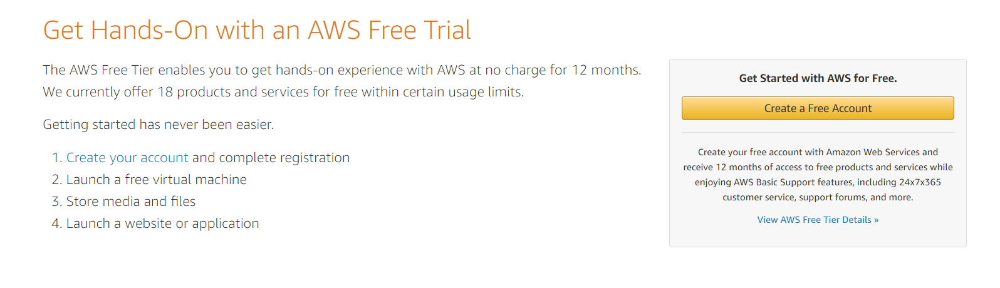 Get Hands-On with an AWS Free Trial
The AWS Free Tier enables you to get hands-on experience with AWS at no charge for 12 months.
We currently offer 18 products and services for free within certain usage limits.
Getting started has never been easier.
1. Create your account and complete registration
2. Launch a free virtual machine
3. Store media and files
4. Launch a website or application
Get Started with AWS for Free.
Create a Free Account
Create your free account with Amazon Web Services and
receive 12 months of access to free products and services while
enjoying AWS Basic Support features, including 24x7x365
customer service, support forums, and more.
View AWS Free Tier Details »